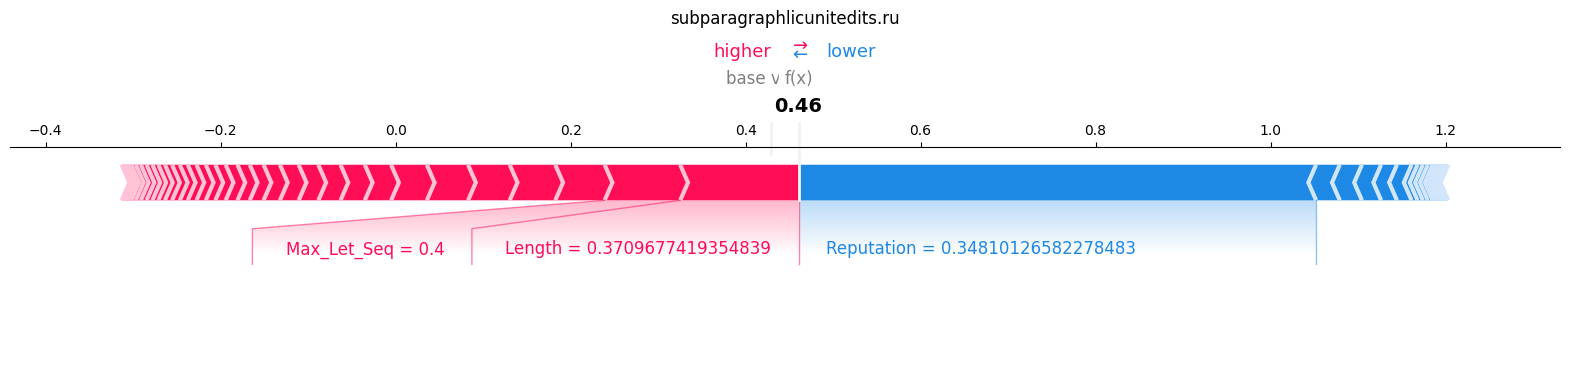 subparagraphlicunitedits.ru
higher ⇄ lower
base v f(x)
0.46
−0.4 −0.2 0.0 0.2 0.4 0.6 0.8 1.0 1.2
Max_Let_Seq = 0.4 Length = 0.3709677419354839 Reputation = 0.34810126582278483